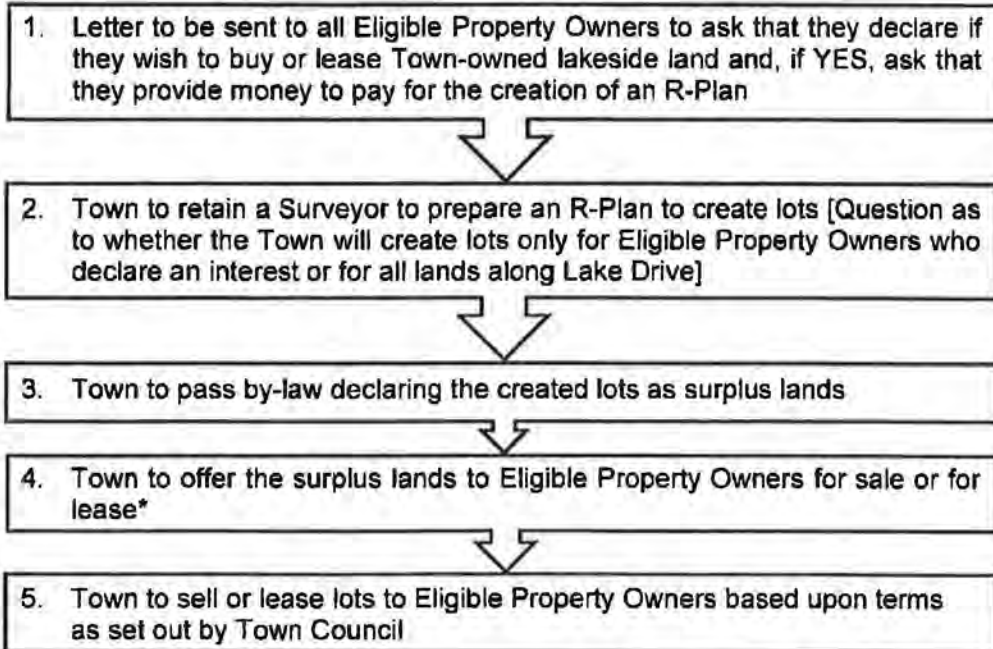 1. Letter to be sent to all Eligible Property Owners to ask that they declare if
they wish to buy or lease Town-owned lakeside land and, if YES, ask that
they provide money to pay for the creation of an R-Plan
2. Town to retain a Surveyor to prepare an R-Plan to create lots [Question as
to whether the Town will create lots only for Eligible Property Owners who
declare an interest or for all lands along Lake Drive]
3. Town to pass by-law declaring the created lots as surplus lands
4. Town to offer the surplus lands to Eligible Property Owners for sale or for
lease*
5. Town to sell or lease lots to Eligible Property Owners based upon terms
as set out by Town Council